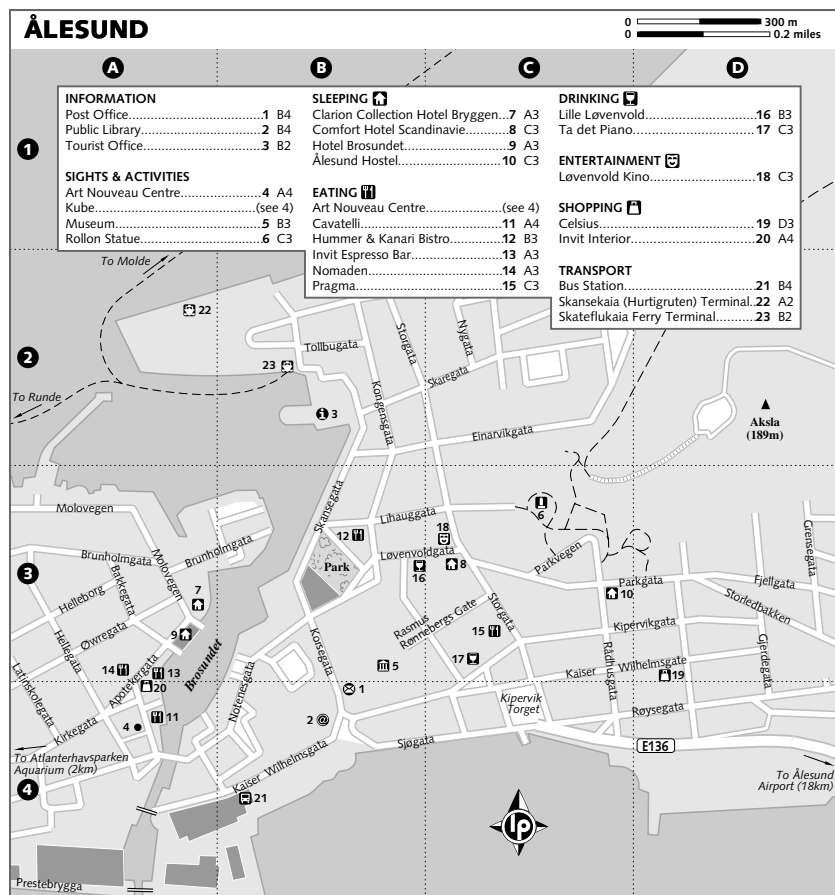 ÅLESUND
0 300 m
0 0.2 miles
A B C D
1
INFORMATION
Post Office 1 B4
Public Library 2 B4
Tourist Office 3 B2
SIGHTS & ACTIVITIES
Art Nouveau Centre 4 A4
Kube (see 4)
Museum 5 B3
Rollon Statue 6 C3
SLEEPING
Clarion Collection Hotel Bryggen 7 A3
Comfort Hotel Scandinavie 8 C3
Hotel Brosundet 9 A3
Ålesund Hostel 10 C3
EATING
Art Nouveau Centre (see 4)
Cavatelli 11 A4
Hummer & Kanari Bistro 12 B3
Invit Espresso Bar 13 A3
Nomaden 14 A3
Pragma 15 C3
DRINKING
Lille Løvenvold 16 B3
Ta det Piano 17 C3
ENTERTAINMENT
Løvenvold Kino 18 C3
SHOPPING
Celsius 19 D3
Invit Interior 20 A4
TRANSPORT
Bus Station 21 B4
Skansekaia (Hurtigruten) Terminal 22 A2
Skateflukaia Ferry Terminal 23 B2
To Molde
22
2
Tollbugata
Storgata
Nygata
23
Skaregata
To Runde
Kongensgata
3
Aksla
(189m)
Einarvikgata
Skansegata
Molovegen
Lihauggata
6
12
18
Grensegata
Brunholmgata
Molovegen
Brunholmgata
Løvenvoldgata
Parkvegen
3
Bakkegata
Park
16
8
Parkgata
Fjellgata
Helleborg
7
10
Storledbakken
Øwregata
Rasmus
Rønnebergs Gate
Storgata
Kipervikgata
Hellegata
9
Korsegata
15
Rådhusgata
Gjerdegata
Brosundet
14
13
Apotekergata
5
17
Kaiser Wilhelmsgate
19
Latinskolegata
20
1
Notenesgata
Kipervik
Torget
Røysegata
Kirkegata
4
11
2
To Atlanterhavsparken
Aquarium (2km)
Sjøgata
E136
Kaiser Wilhelmsgata
To Ålesund
Airport (18km)
4
21
lp
Prestebrygga